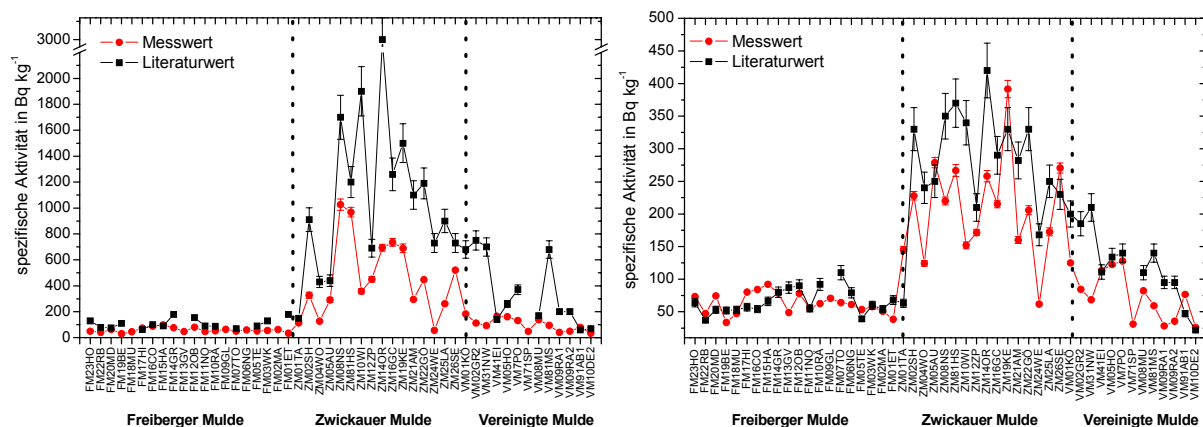 3000
2000
1800
1600
1400
1200
1000
800
600
400
200
0
spezifische Aktivität in Bq kg⁻¹
Messwert
Literaturwert
FM23HO
FM22RB
FM20MD
FM19BE
FM18MU
FM17HI
FM16CO
FM15HA
FM14GR
FM13GV
FM12OB
FM11NO
FM10RA
FM09GL
FM07TO
FM06NG
FM05TE
FM03WK
FM02MA
FM01ET
ZM01TA
ZM02SH
ZM04WO
ZM05AU
ZM08NS
ZM81HS
ZM10WI
ZM12ZP
ZM14OR
ZM16GC
ZM19KE
ZM21AM
ZM22GO
ZM24WE
ZM25LA
ZM26SE
VM01KO
VM02GR2
VM31NW
VM41EI
VM05HO
VM7PO
VM71SP
VM08MU
VM81MS
VM09RA1
VM09RA2
VM91AB1
VM10DE2
Freiberger Mulde
Zwickauer Mulde
Vereinigte Mulde
500
450
400
350
300
250
200
150
100
50
0
spezifische Aktivität in Bq kg⁻¹
Messwert
Literaturwert
FM23HO
FM22RB
FM20MD
FM19BE
FM18MU
FM17HI
FM16CO
FM15HA
FM14GR
FM13GV
FM12OB
FM11NO
FM10RA
FM09GL
FM07TO
FM06NG
FM05TE
FM03WK
FM02MA
FM01ET
ZM01TA
ZM02SH
ZM04WO
ZM05AU
ZM08NS
ZM81HS
ZM10WI
ZM12ZP
ZM14OR
ZM16GC
ZM19KE
ZM21AM
ZM22GO
ZM24WE
ZM25LA
ZM26SE
VM01KO
VM02GR2
VM31NW
VM41EI
VM05HO
VM7PO
VM71SP
VM08MU
VM81MS
VM09RA1
VM09RA2
VM91AB1
VM10DE2
Freiberger Mulde
Zwickauer Mulde
Vereinigte Mulde